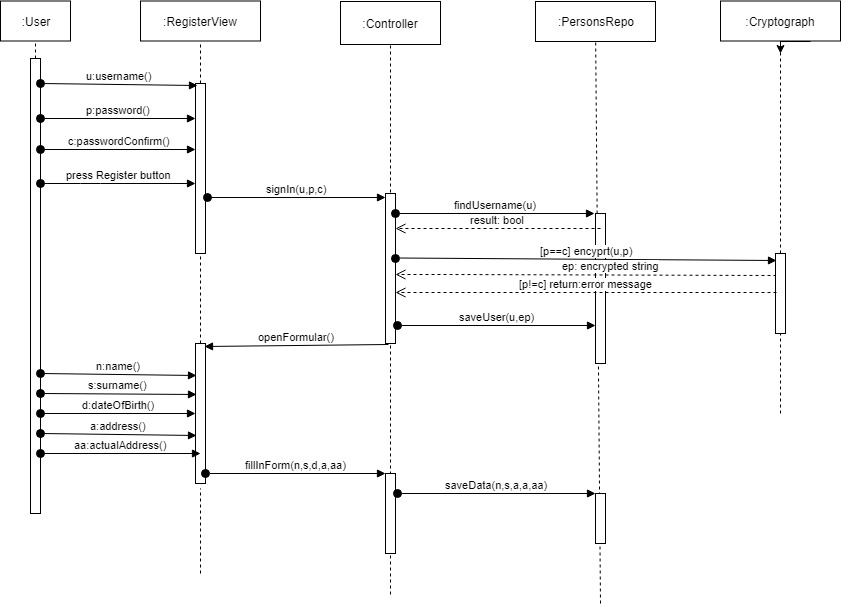 :User
:RegisterView
:Controller
:PersonsRepo
:Cryptograph
u:username()
p:password()
c:passwordConfirm()
press Register button
signIn(u,p,c)
findUsername(u)
result: bool
[p==c] encyprt(u,p)
ep: encrypted string
[p!=c] return:error message
saveUser(u,ep)
openFormular()
n:name()
s:surname()
d:dateOfBirth()
a:address()
aa:actualAddress()
fillInForm(n,s,d,a,aa)
saveData(n,s,a,a,aa)